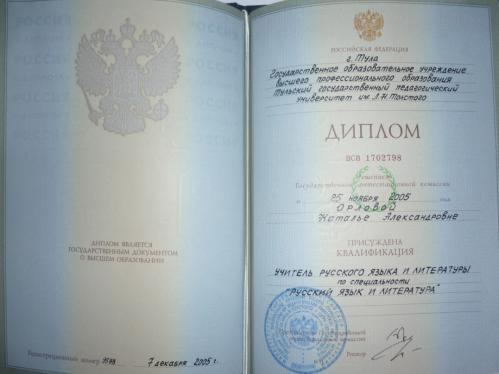 ДИПЛОМ ЯВЛЯЕТСЯ
ГОСУДАРСТВЕННЫМ ДОКУМЕНТОМ
О ВЫСШЕМ ОБРАЗОВАНИИ
Регистрационный номер
7 декабря 2005 г.
РОССИЙСКАЯ ФЕДЕРАЦИЯ
г. Тула
Государственное образовательное учреждение
высшего профессионального образования
Тульский государственный педагогический
университет им. Л.Н. Толстого
ДИПЛОМ
ВСВ 1702798
Решением
Государственной аттестационной комиссии
от 25 ноября 2005 года
Орловой
Наталье Александровне
ПРИСУЖДЕНА
КВАЛИФИКАЦИЯ
УЧИТЕЛЬ РУССКОГО ЯЗЫКА И ЛИТЕРАТУРЫ
по специальности
"РУССКИЙ ЯЗЫК И ЛИТЕРАТУРА"
Председатель Государственной
аттестационной комиссии
Ректор